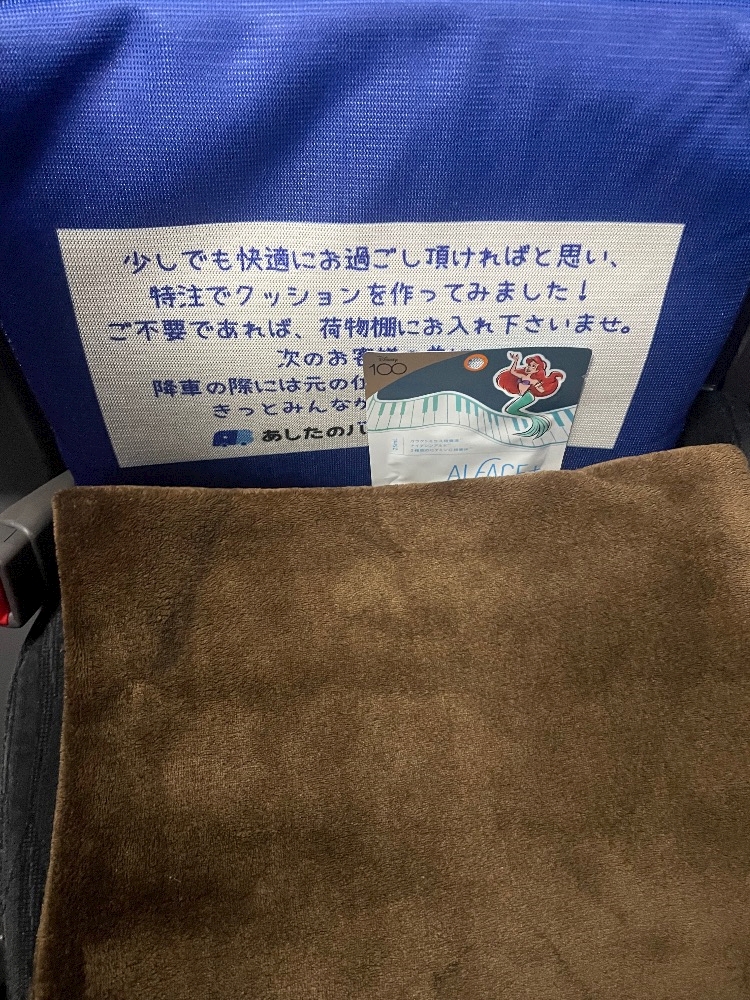 少しでも快適にお過ごし頂ければと思い、
特注でクッションを作ってみました！
ご不要であれば、荷物棚にお入れ下さいませ。
次のお客様
降車の際には元の
きっとみんなが
あしたのバ
Disney
100
ALFACE+